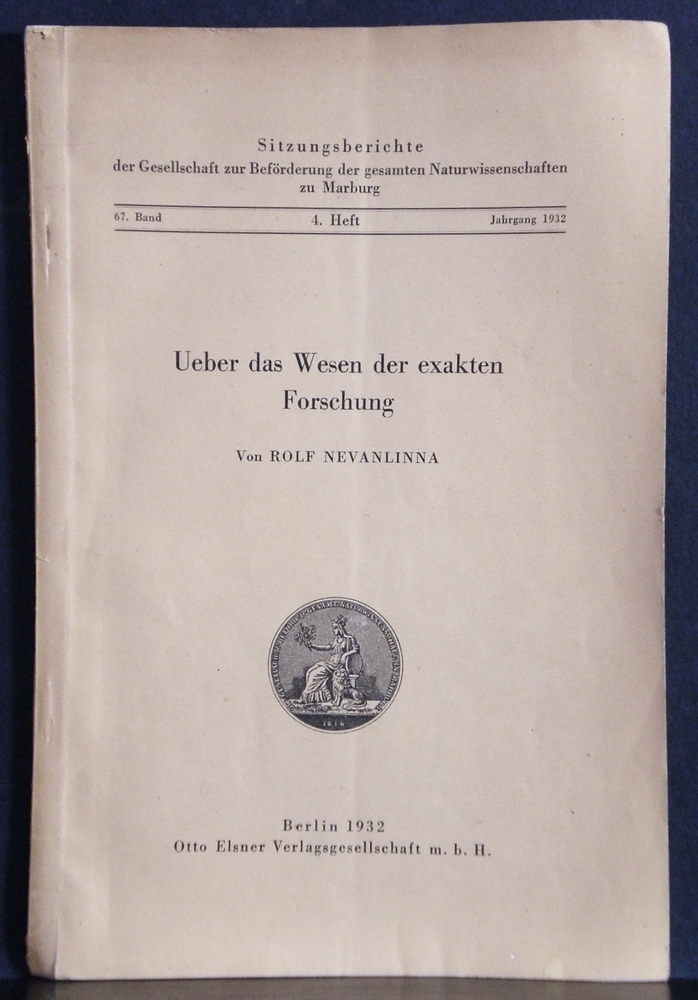 Sitzungsberichte
der Gesellschaft zur Beförderung der gesamten Naturwissenschaften
zu Marburg
67. Band 4. Heft Jahrgang 1932
Ueber das Wesen der exakten
Forschung
Von ROLF NEVANLINNA
Berlin 1932
Otto Elsner Verlagsgesellschaft m. b. H.